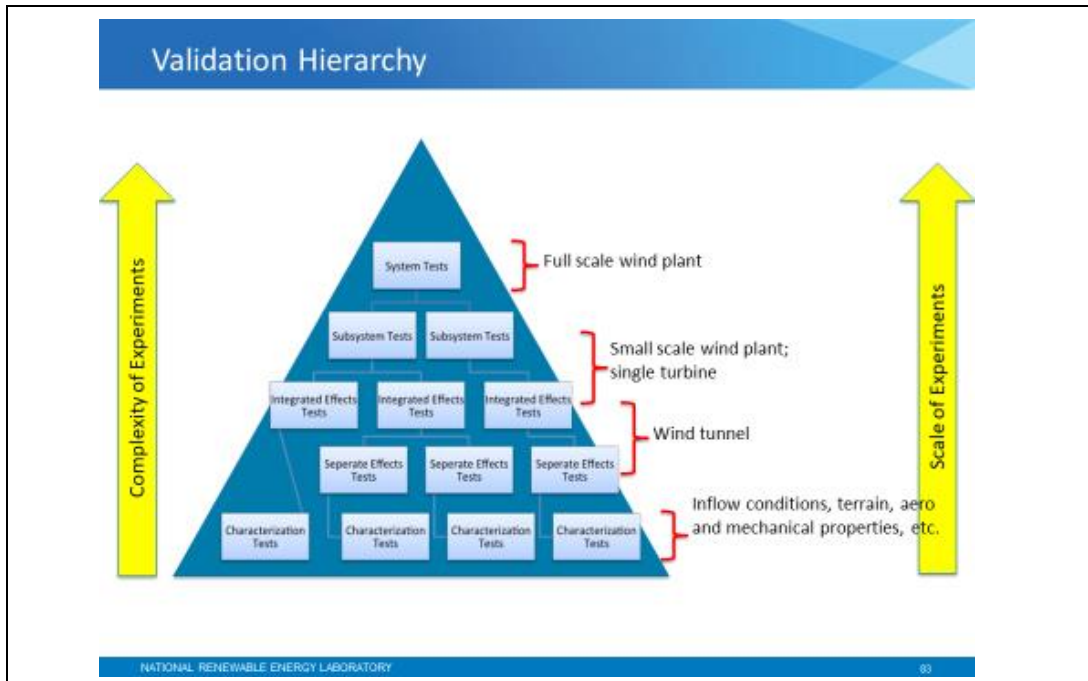 Validation Hierarchy
Complexity of Experiments
System Tests
Full scale wind plant
Subsystem Tests
Subsystem Tests
Small scale wind plant;
single turbine
Integrated Effects
Tests
Integrated Effects
Tests
Integrated Effects
Tests
Wind tunnel
Seperate Effects
Tests
Seperate Effects
Tests
Seperate Effects
Tests
Inflow conditions, terrain, aero
and mechanical properties, etc.
Characterization
Tests
Characterization
Tests
Characterization
Tests
Characterization
Tests
Scale of Experiments
NATIONAL RENEWABLE ENERGY LABORATORY
83